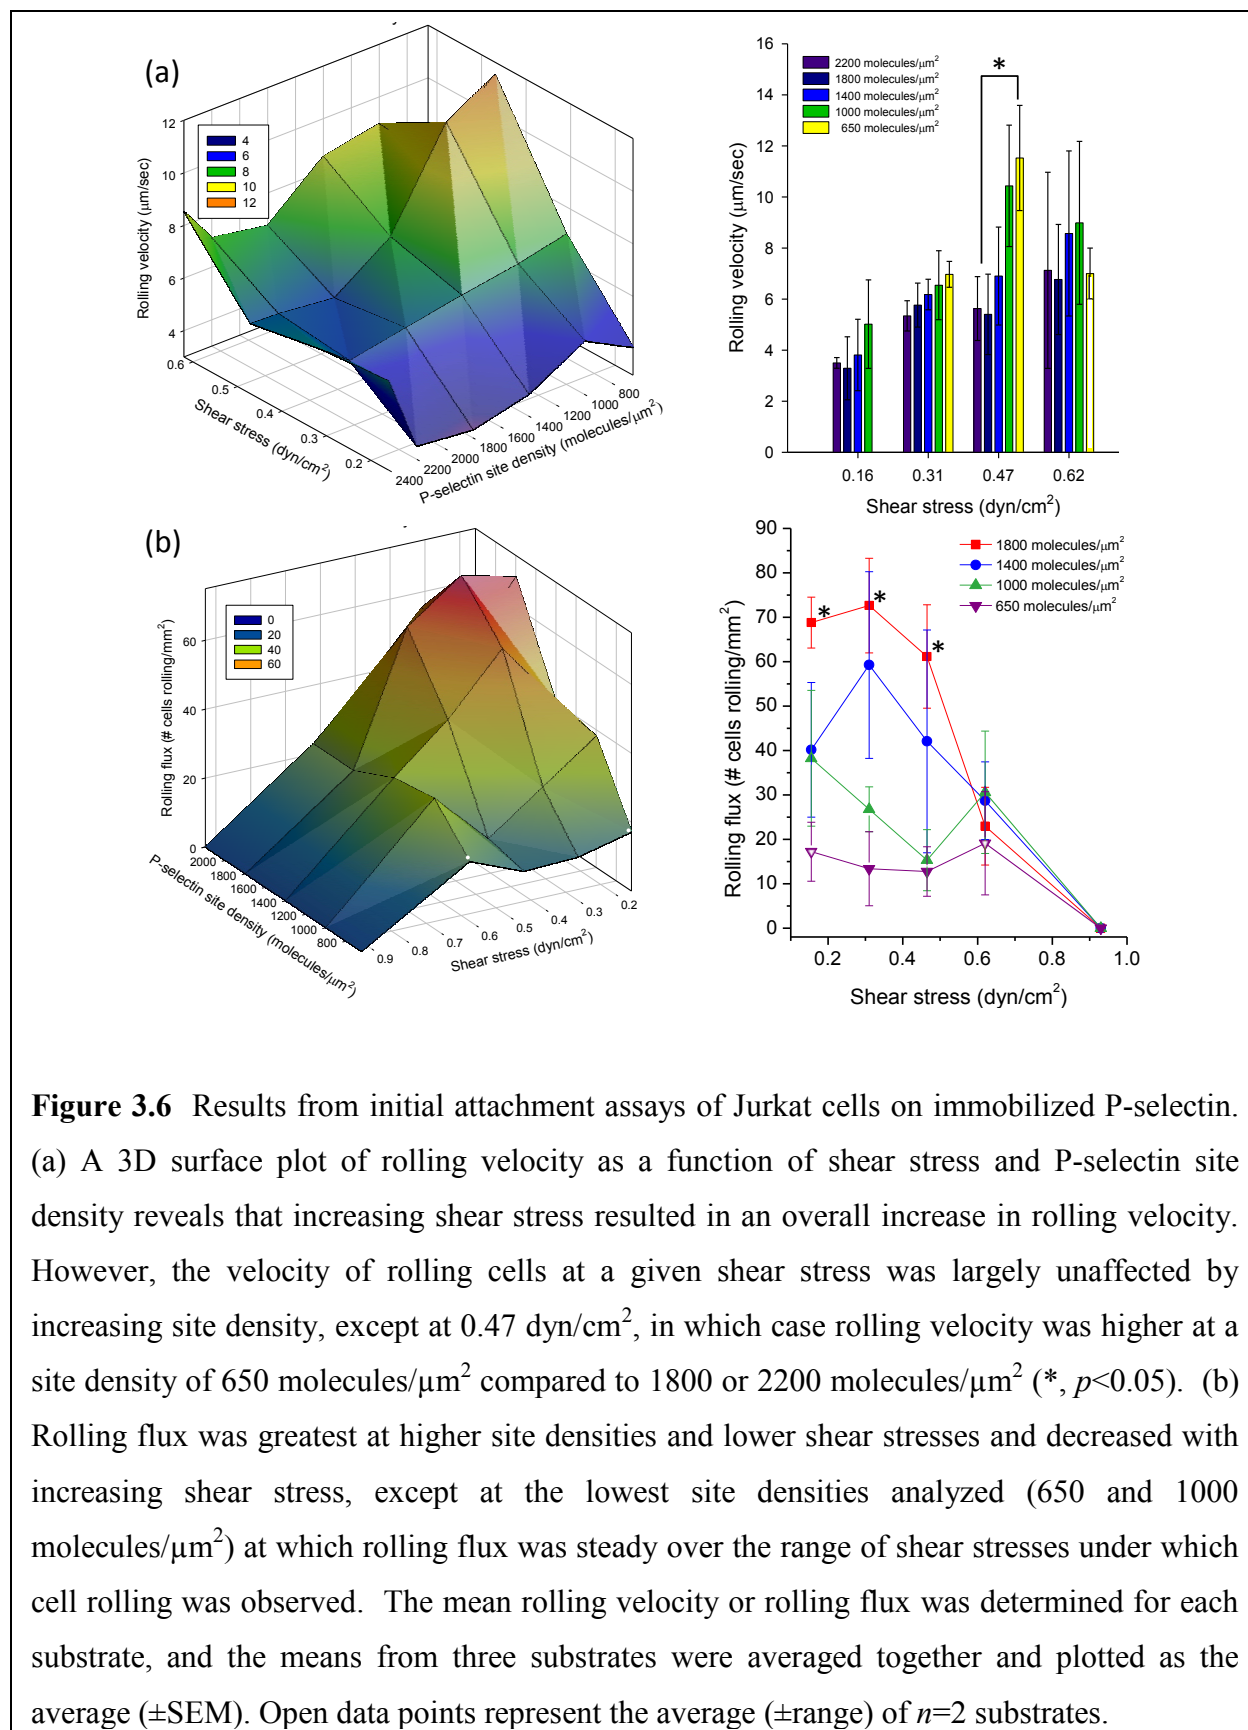 (a)
12
10
8
6
4
Rolling velocity (μm/sec)
4
6
8
10
12
0.6
0.5
0.4
0.3
0.2
Shear stress (dyn/cm²)
2400
2200
2000
1800
1600
1400
1200
1000
800
P-selectin site density (molecules/μm²)
16
14
12
10
8
6
4
2
0
Rolling velocity (μm/sec)
2200 molecules/μm²
1800 molecules/μm²
1400 molecules/μm²
1000 molecules/μm²
650 molecules/μm²
*
0.16
0.31
0.47
0.62
Shear stress (dyn/cm²)
(b)
60
40
20
0
Rolling flux (# cells rolling/mm²)
0
20
40
60
2000
1800
1600
1400
1200
1000
800
P-selectin site density (molecules/μm²)
0.9
0.8
0.7
0.6
0.5
0.4
0.3
0.2
Shear stress (dyn/cm²)
90
80
70
60
50
40
30
20
10
0
Rolling flux (# cells rolling/mm²)
1800 molecules/μm²
1400 molecules/μm²
1000 molecules/μm²
650 molecules/μm²
*
*
*
0.2
0.4
0.6
0.8
1.0
Shear stress (dyn/cm²)
Figure 3.6 Results from initial attachment assays of Jurkat cells on immobilized P-selectin.
(a) A 3D surface plot of rolling velocity as a function of shear stress and P-selectin site
density reveals that increasing shear stress resulted in an overall increase in rolling velocity.
However, the velocity of rolling cells at a given shear stress was largely unaffected by
increasing site density, except at 0.47 dyn/cm², in which case rolling velocity was higher at a
site density of 650 molecules/μm² compared to 1800 or 2200 molecules/μm² (*, p<0.05). (b)
Rolling flux was greatest at higher site densities and lower shear stresses and decreased with
increasing shear stress, except at the lowest site densities analyzed (650 and 1000
molecules/μm²) at which rolling flux was steady over the range of shear stresses under which
cell rolling was observed. The mean rolling velocity or rolling flux was determined for each
substrate, and the means from three substrates were averaged together and plotted as the
average (±SEM). Open data points represent the average (±range) of n=2 substrates.